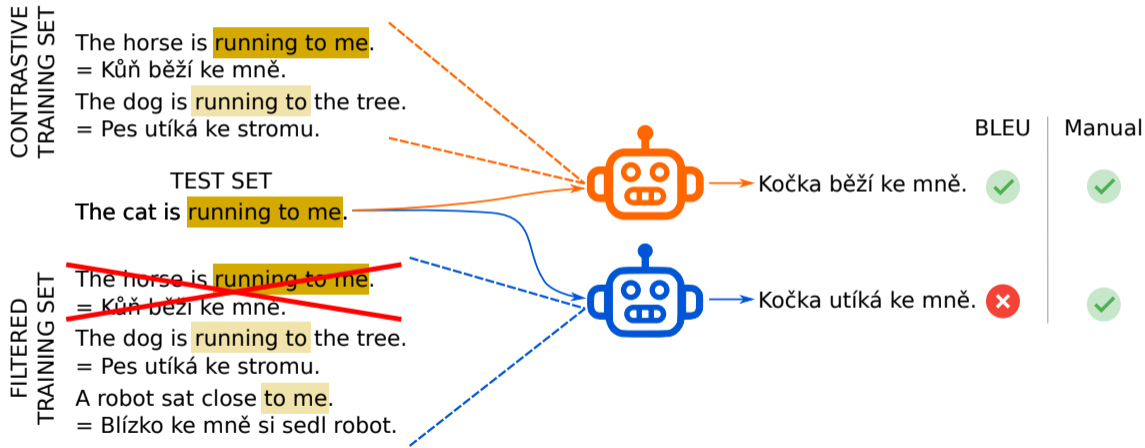 CONTRASTIVE
TRAINING SET
The horse is running to me.
= Kůň běží ke mně.
The dog is running to the tree.
= Pes utíká ke stromu.
TEST SET
The cat is running to me.
FILTERED
TRAINING SET
The horse is running to me.
= Kůň běží ke mně.
The dog is running to the tree.
= Pes utíká ke stromu.
A robot sat close to me.
= Blízko ke mně si sedl robot.
BLEU
Manual
Kočka běží ke mně.
Kočka utíká ke mně.